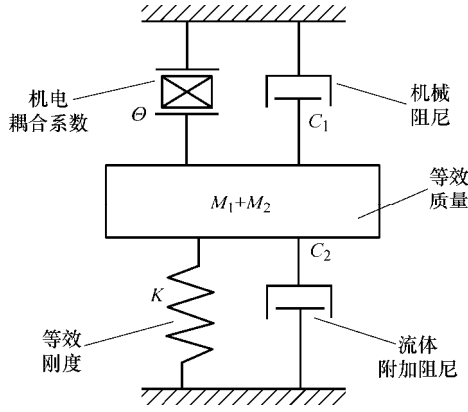 机电
耦合系数
Θ
机械
阻尼
C₁
等效
质量
M₁+M₂
C₂
K
等效
刚度
流体
附加阻尼